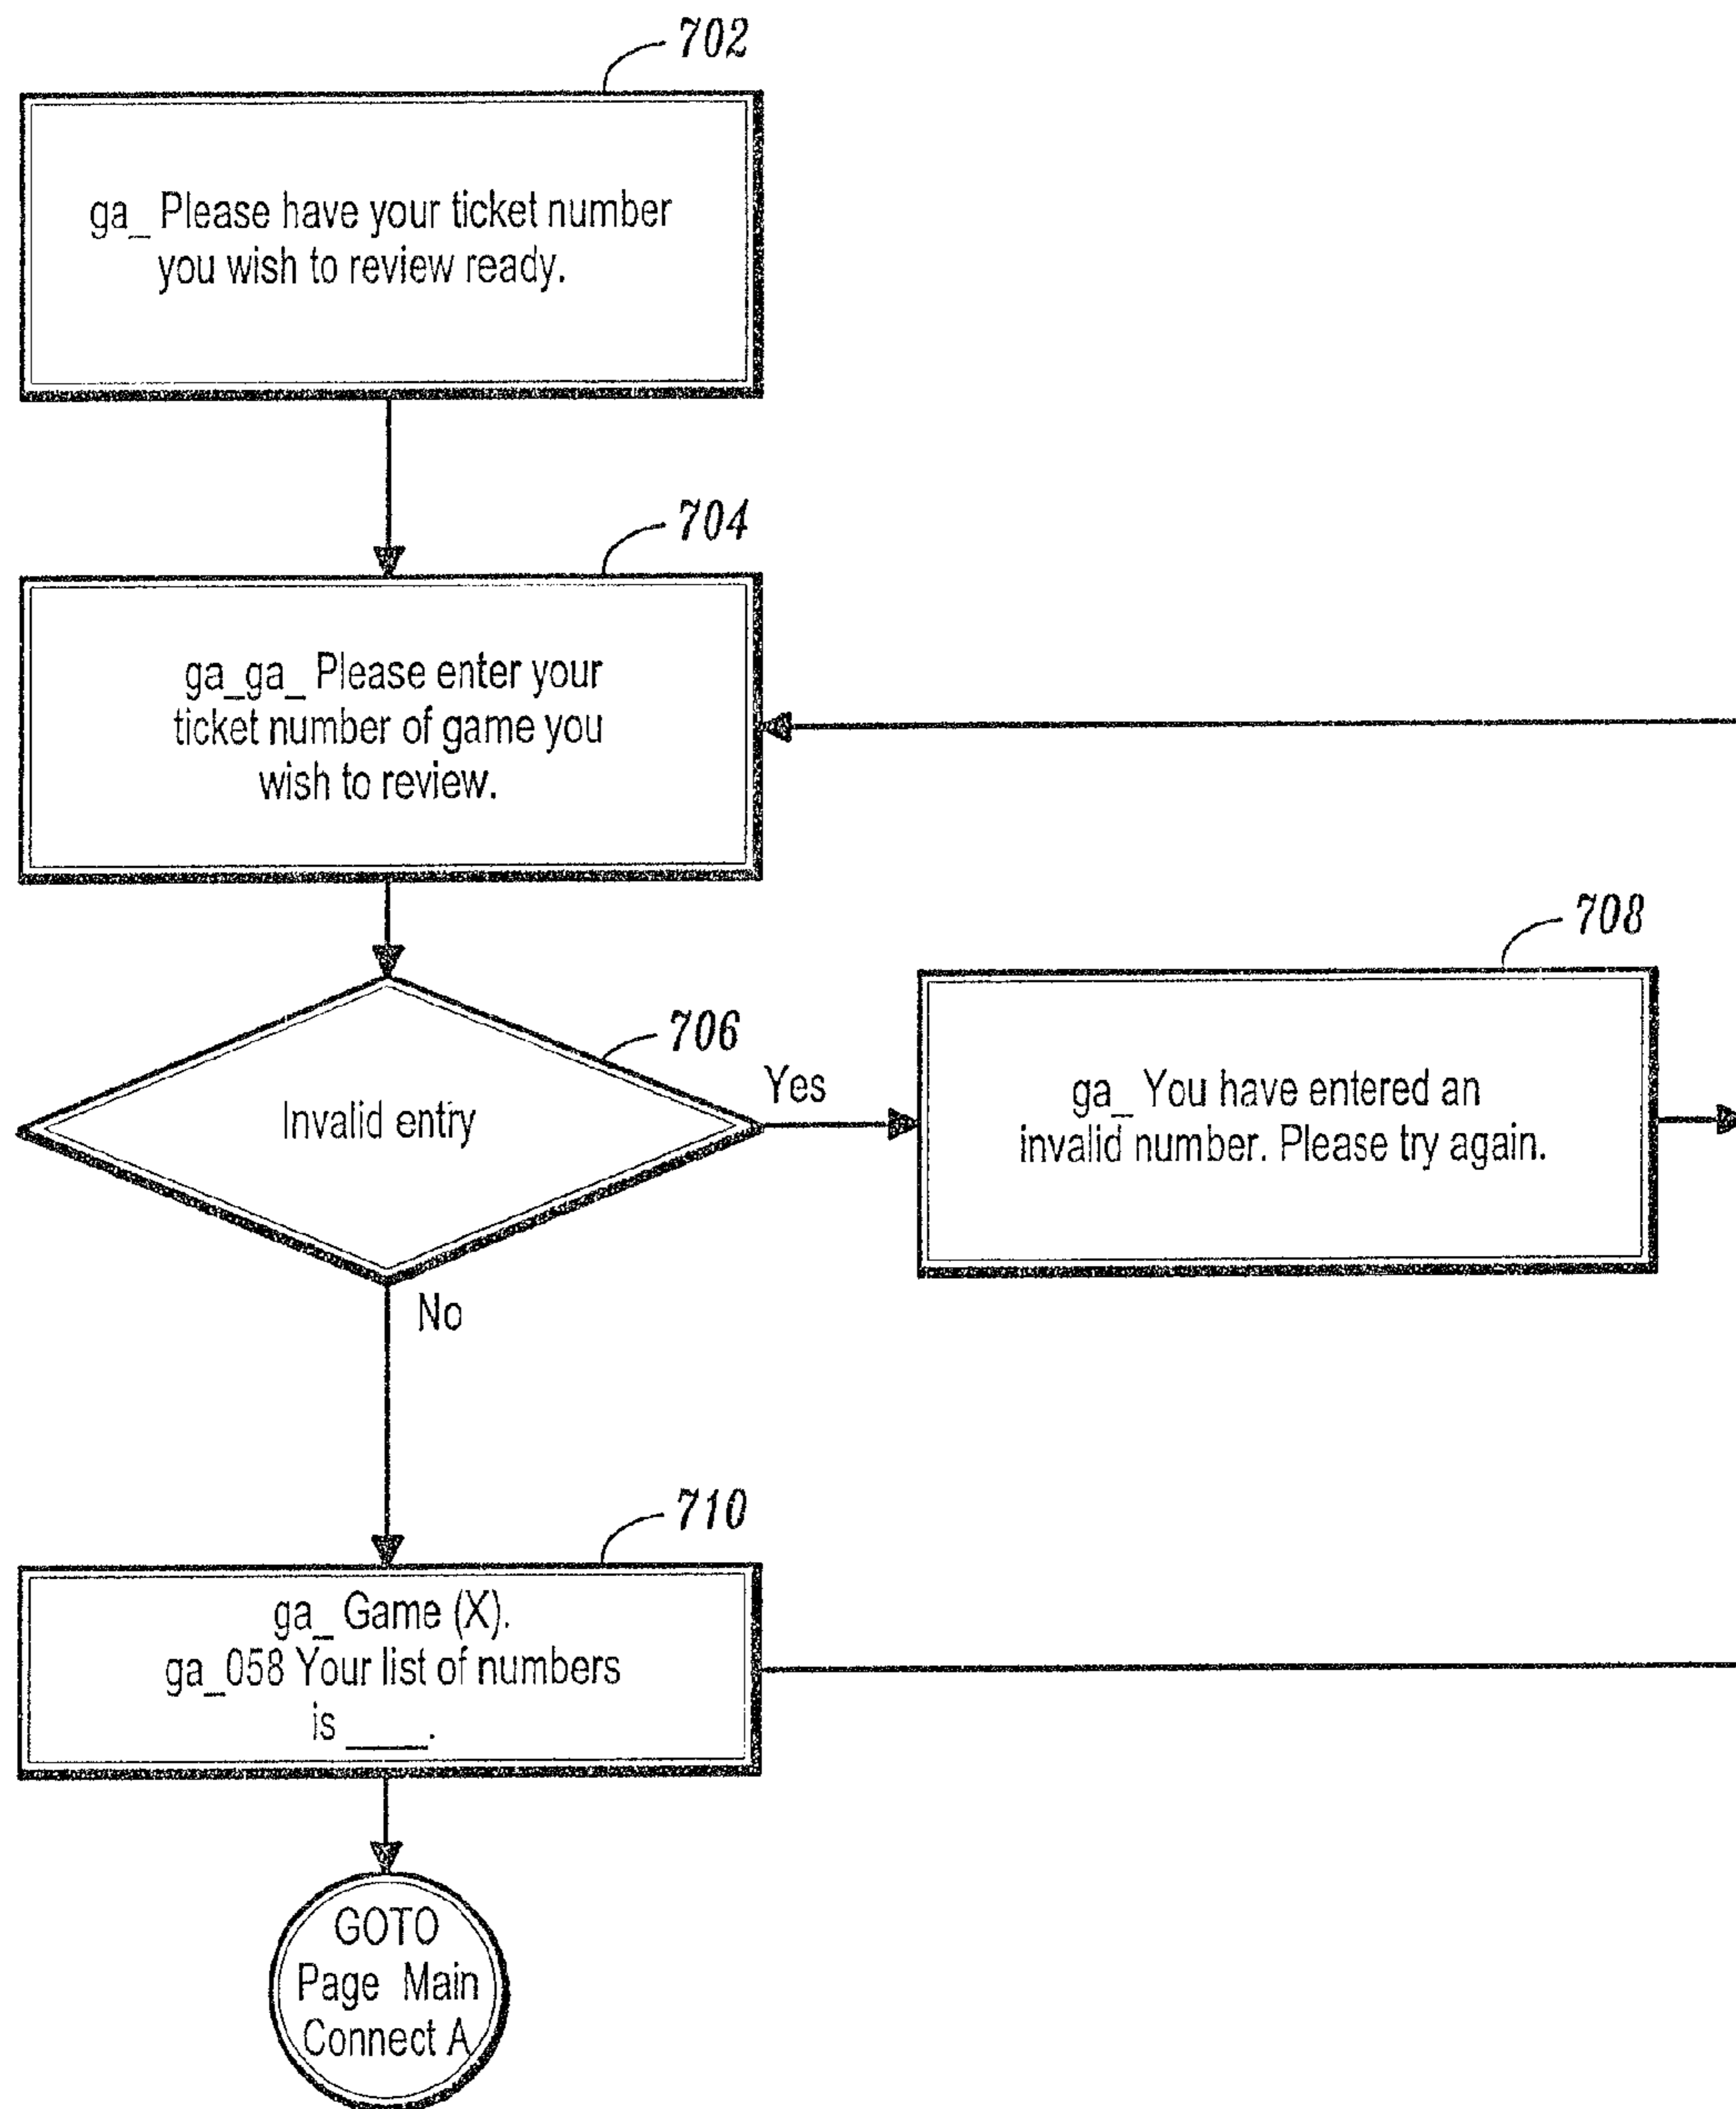 702
ga_ Please have your ticket number
you wish to review ready.
704
ga_ga_ Please enter your
ticket number of game you
wish to review.
706
Invalid entry
Yes
708
ga_ You have entered an
invalid number. Please try again.
No
710
ga_ Game (X).
ga_058 Your list of numbers
is ____.
GOTO
Page Main
Connect A